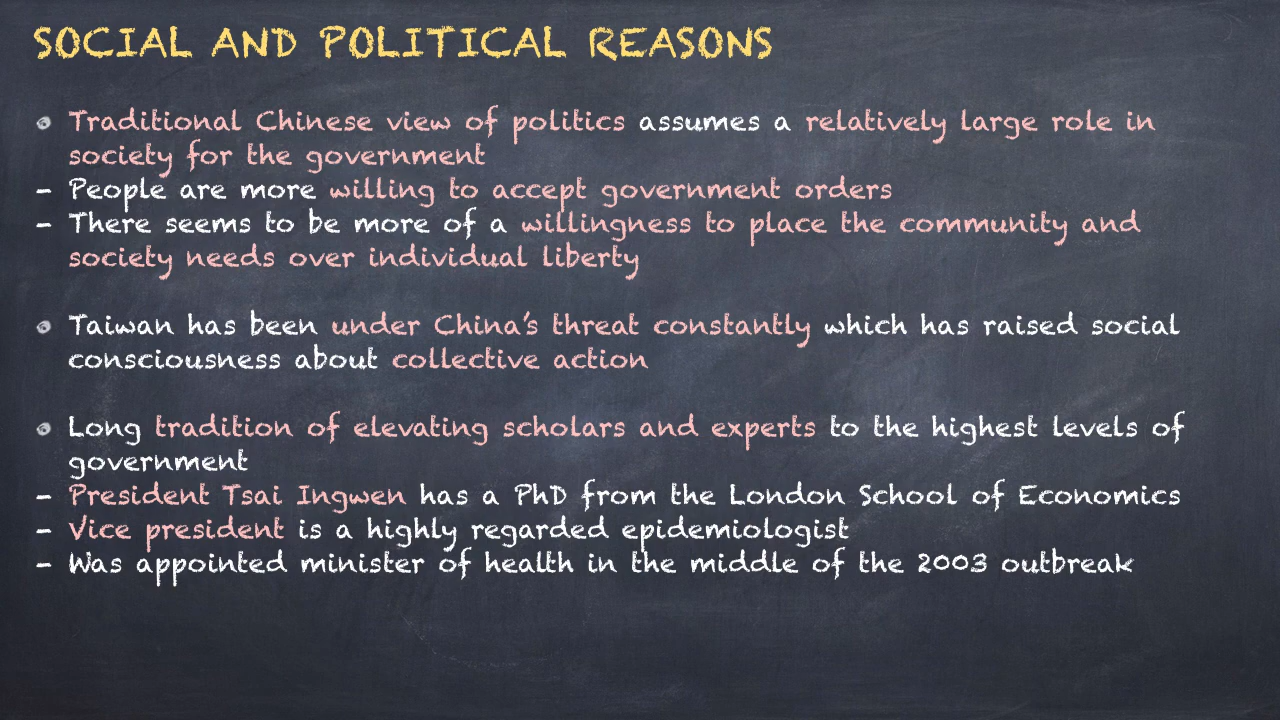 SOCIAL AND POLITICAL REASONS
• Traditional Chinese view of politics assumes a relatively large role in
society for the government
- People are more willing to accept government orders
- There seems to be more of a willingness to place the community and
society needs over individual liberty
• Taiwan has been under China's threat constantly which has raised social
consciousness about collective action
• Long tradition of elevating scholars and experts to the highest levels of
government
- President Tsai Ingwen has a PhD from the London School of Economics
- Vice president is a highly regarded epidemiologist
- Was appointed minister of health in the middle of the 2003 outbreak